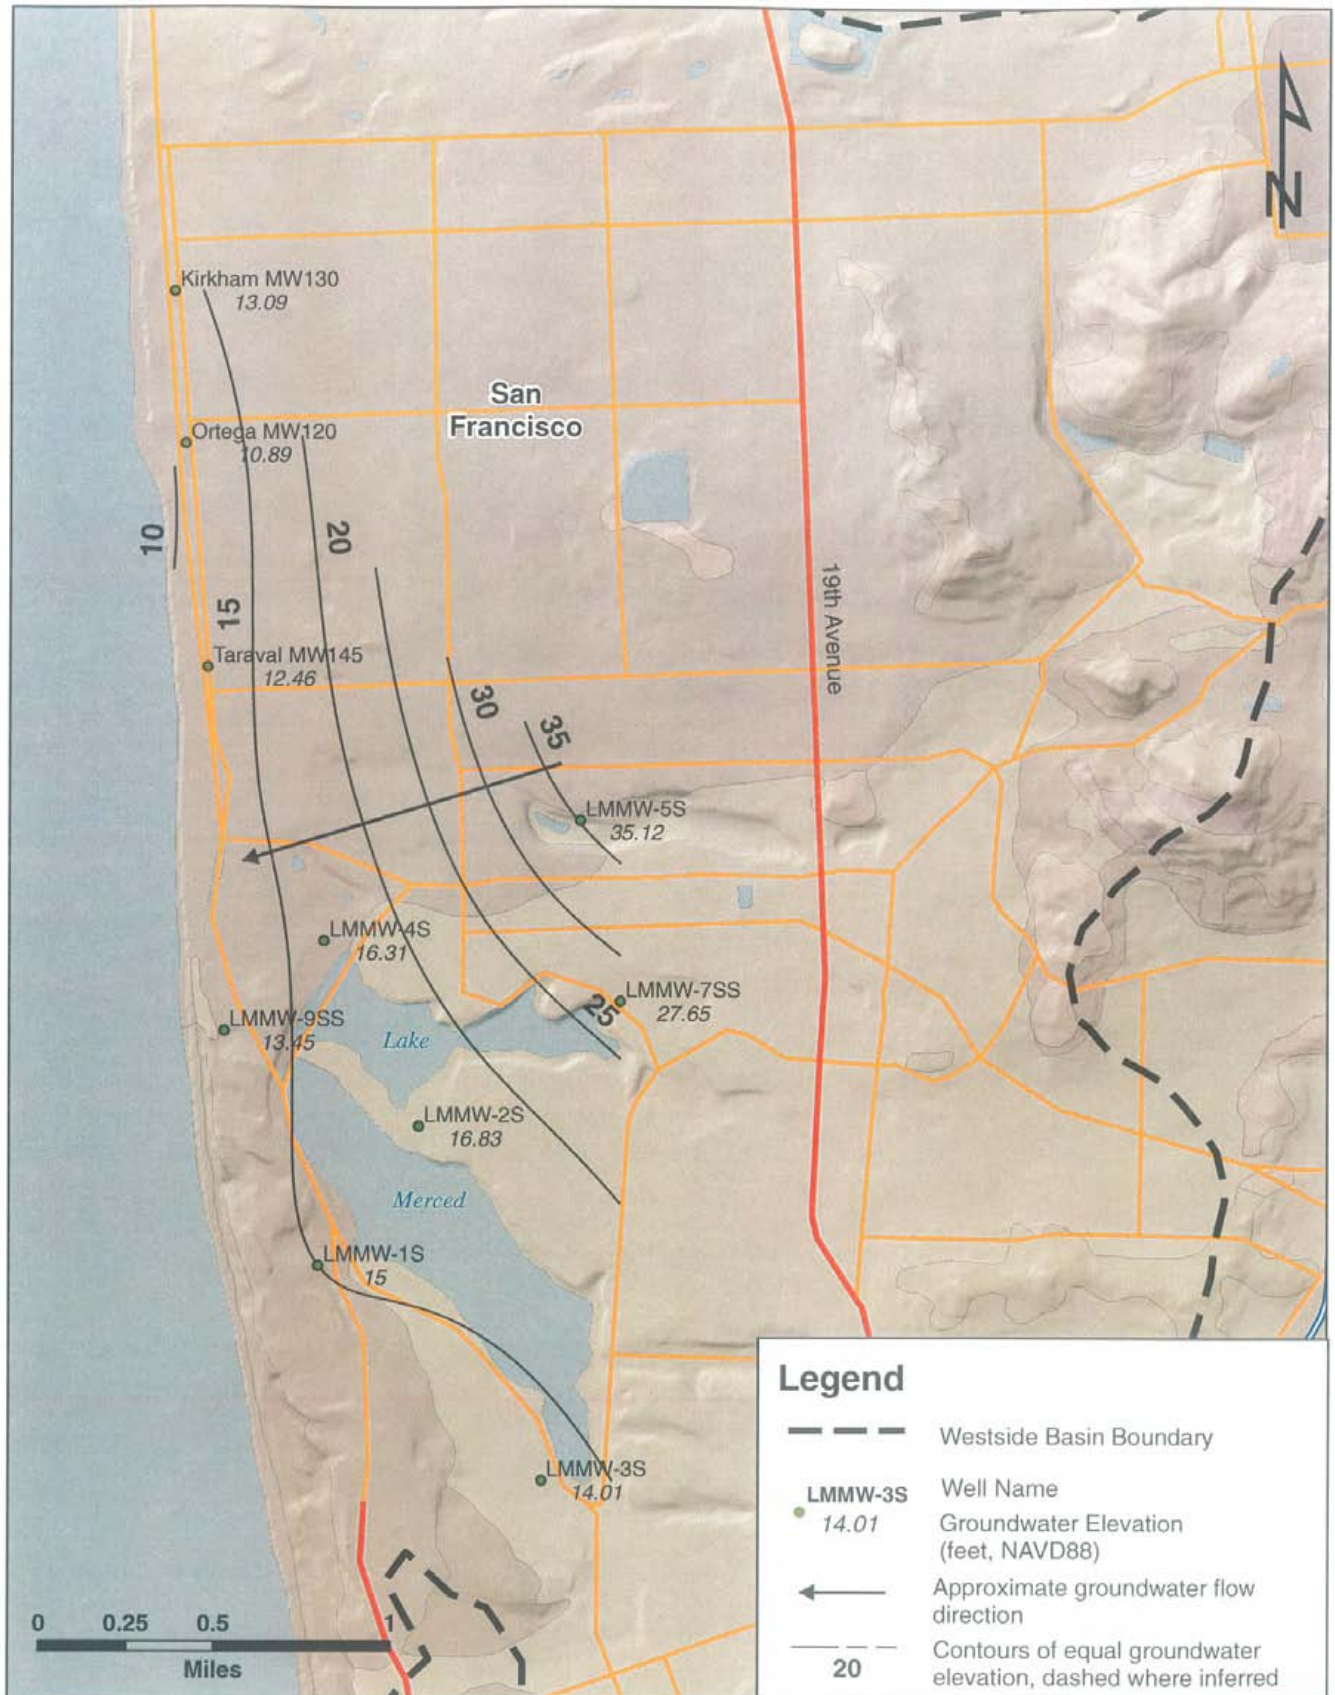 N
Kirkham MW130
13.09
San
Francisco
Ortega MW120
10.89
10
20
15
19th Avenue
Taraval MW145
12.46
30
35
LMMW-5S
35.12
LMMW-4S
16.31
LMMW-7SS
27.65
25
LMMW-9SS
13.45
Lake
LMMW-2S
16.83
Merced
LMMW-1S
15
LMMW-3S
14.01
0 0.25 0.5 1
Miles
Legend
Westside Basin Boundary
LMMW-3S
14.01
Well Name
Groundwater Elevation
(feet, NAVD88)
Approximate groundwater flow
direction
20
Contours of equal groundwater
elevation, dashed where inferred